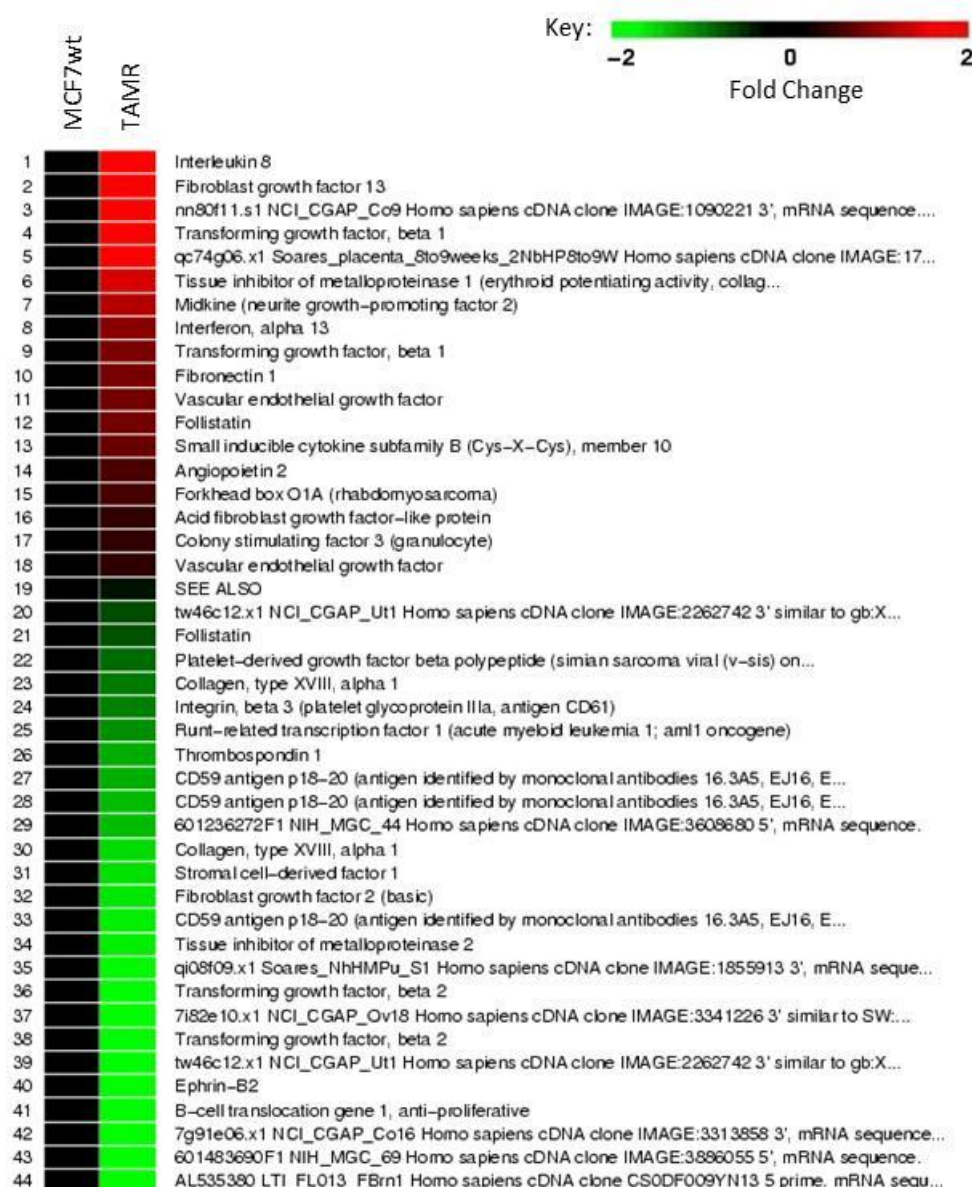 Key:
-2 0 2
Fold Change
MCF7wt
TAMR
1 Interleukin 8
2 Fibroblast growth factor 13
3 nn80f11.s1 NCI_CGAP_Co9 Homo sapiens cDNA clone IMAGE:1090221 3', mRNA sequence....
4 Transforming growth factor, beta 1
5 qc74g06.x1 Soares_placenta_8to9weeks_2NbHP8to9W Homo sapiens cDNA clone IMAGE:17...
6 Tissue inhibitor of metalloproteinase 1 (erythroid potentiating activity, collag...
7 Midkine (neurite growth-promoting factor 2)
8 Interferon, alpha 13
9 Transforming growth factor, beta 1
10 Fibronectin 1
11 Vascular endothelial growth factor
12 Follistatin
13 Small inducible cytokine subfamily B (Cys-X-Cys), member 10
14 Angiopoietin 2
15 Forkhead box O1A (rhabdomyosarcoma)
16 Acid fibroblast growth factor-like protein
17 Colony stimulating factor 3 (granulocyte)
18 Vascular endothelial growth factor
19 SEE ALSO
20 tw46c12.x1 NCI_CGAP_Ut1 Homo sapiens cDNA clone IMAGE:2262742 3' similar to gb:X...
21 Follistatin
22 Platelet-derived growth factor beta polypeptide (simian sarcoma viral (v-sis) on...
23 Collagen, type XVIII, alpha 1
24 Integrin, beta 3 (platelet glycoprotein IIIa, antigen CD61)
25 Runt-related transcription factor 1 (acute myeloid leukemia 1; aml1 oncogene)
26 Thrombospondin 1
27 CD59 antigen p18-20 (antigen identified by monoclonal antibodies 16.3A5, EJ16, E...
28 CD59 antigen p18-20 (antigen identified by monoclonal antibodies 16.3A5, EJ16, E...
29 601236272F1 NIH_MGC_44 Homo sapiens cDNA clone IMAGE:3608680 5', mRNA sequence.
30 Collagen, type XVIII, alpha 1
31 Stromal cell-derived factor 1
32 Fibroblast growth factor 2 (basic)
33 CD59 antigen p18-20 (antigen identified by monoclonal antibodies 16.3A5, EJ16, E...
34 Tissue inhibitor of metalloproteinase 2
35 qi08f09.x1 Soares_NhHMPu_S1 Homo sapiens cDNA clone IMAGE:1855913 3', mRNA seque...
36 Transforming growth factor, beta 2
37 7i82e10.x1 NCI_CGAP_Ov18 Homo sapiens cDNA clone IMAGE:3341226 3' similar to SW:...
38 Transforming growth factor, beta 2
39 tw46c12.x1 NCI_CGAP_Ut1 Homo sapiens cDNA clone IMAGE:2262742 3' similar to gb:X...
40 Ephrin-B2
41 B-cell translocation gene 1, anti-proliferative
42 7g91e06.x1 NCI_CGAP_Co16 Homo sapiens cDNA clone IMAGE:3313858 3', mRNA sequence...
43 601483690F1 NIH_MGC_69 Homo sapiens cDNA clone IMAGE:3886055 5', mRNA sequence.
44 AL535380 LTI_FL013_FBrn1 Homo sapiens cDNA clone CS0DF009YN13 5 prime, mRNA sequ...